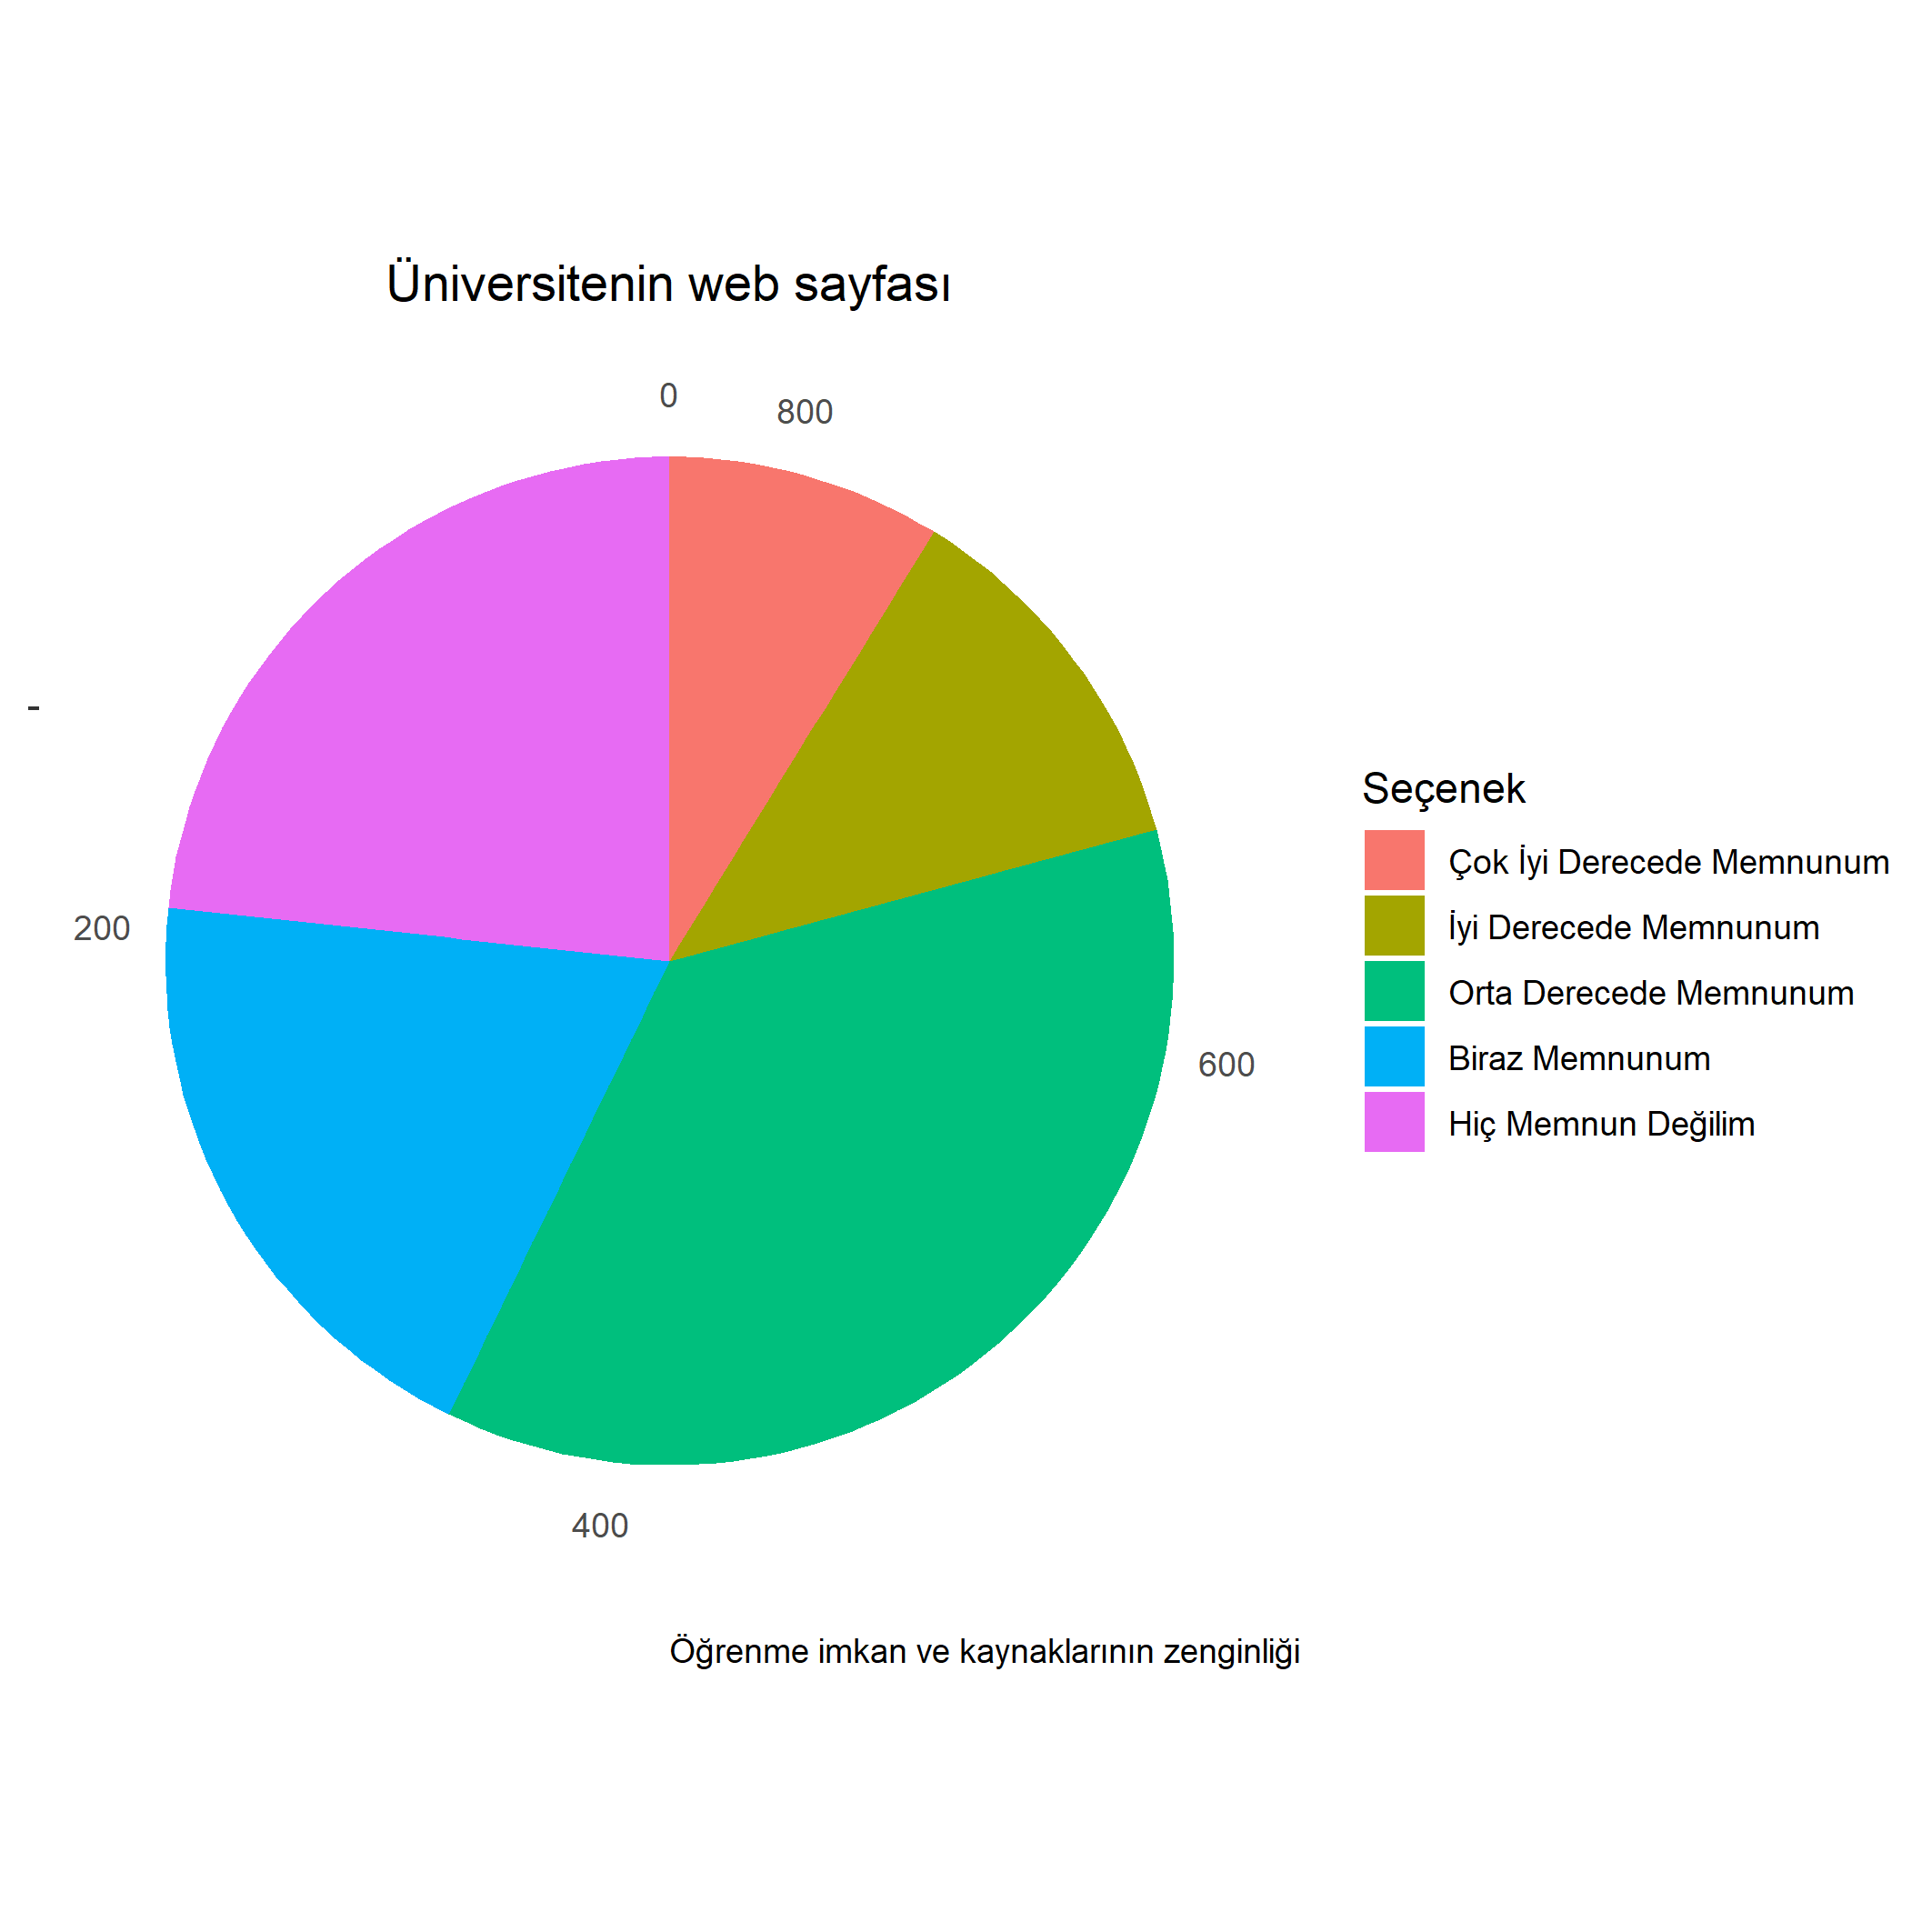 Üniversitenin web sayfası
0
800
-
200
600
400
Seçenek
Çok İyi Derecede Memnunum
İyi Derecede Memnunum
Orta Derecede Memnunum
Biraz Memnunum
Hiç Memnun Değilim
Öğrenme imkan ve kaynaklarının zenginliği